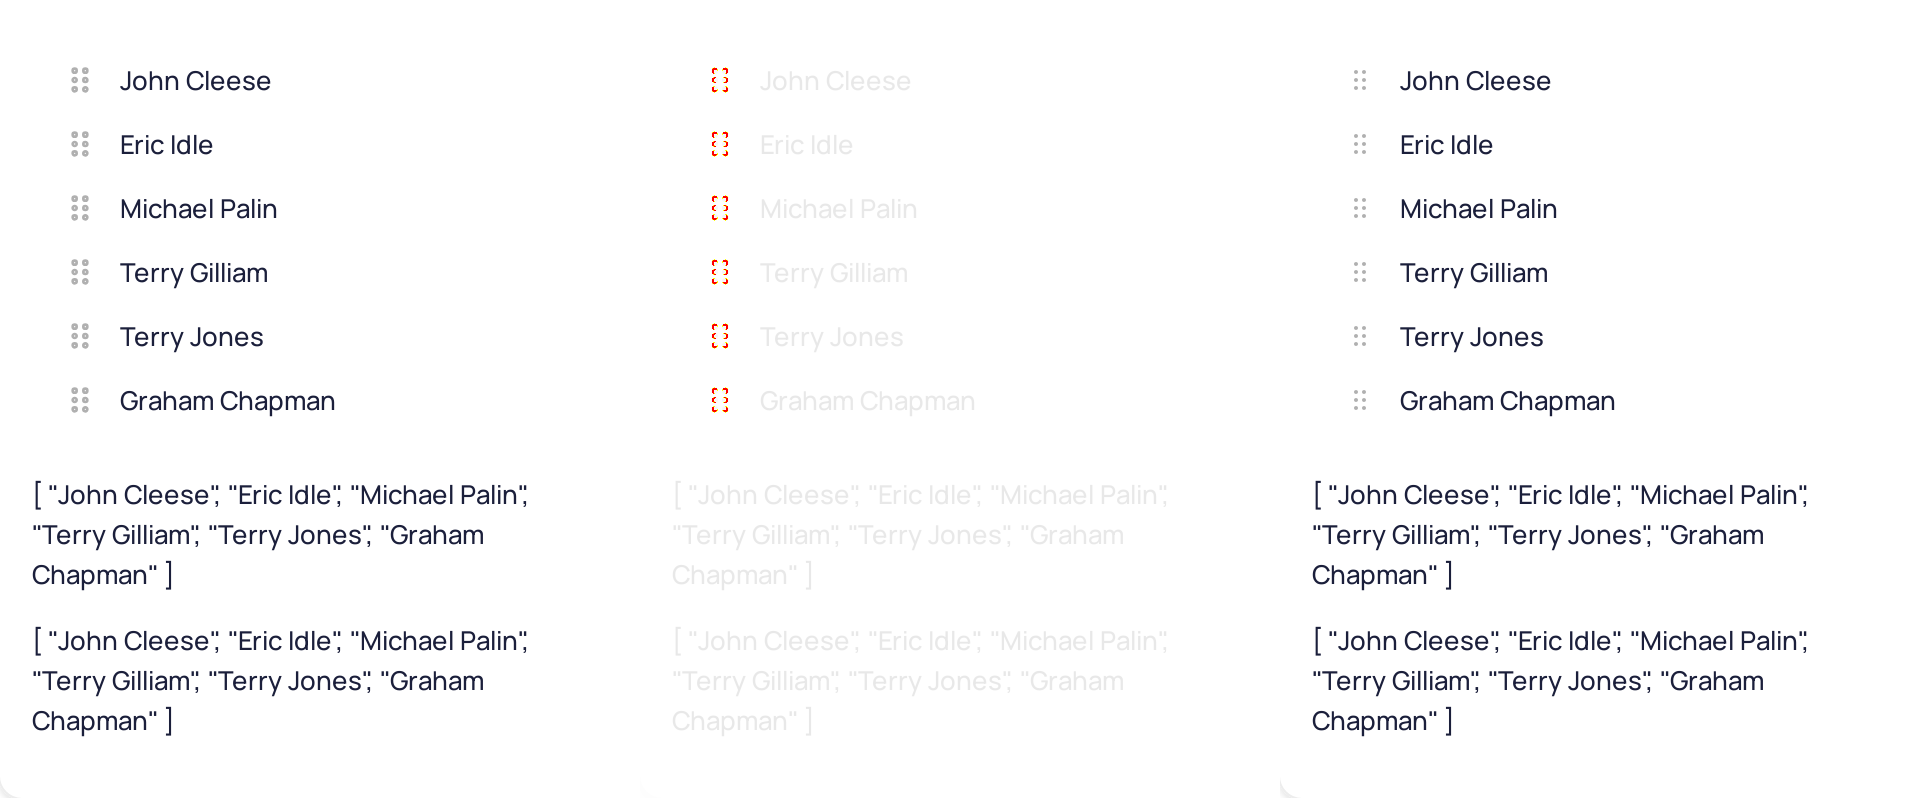 John Cleese
Eric Idle
Michael Palin
Terry Gilliam
Terry Jones
Graham Chapman
[ "John Cleese", "Eric Idle", "Michael Palin",
"Terry Gilliam", "Terry Jones", "Graham
Chapman" ]
[ "John Cleese", "Eric Idle", "Michael Palin",
"Terry Gilliam", "Terry Jones", "Graham
Chapman" ]
John Cleese
Eric Idle
Michael Palin
Terry Gilliam
Terry Jones
Graham Chapman
[ "John Cleese", "Eric Idle", "Michael Palin",
"Terry Gilliam", "Terry Jones", "Graham
Chapman" ]
[ "John Cleese", "Eric Idle", "Michael Palin",
"Terry Gilliam", "Terry Jones", "Graham
Chapman" ]
John Cleese
Eric Idle
Michael Palin
Terry Gilliam
Terry Jones
Graham Chapman
[ "John Cleese", "Eric Idle", "Michael Palin",
"Terry Gilliam", "Terry Jones", "Graham
Chapman" ]
[ "John Cleese", "Eric Idle", "Michael Palin",
"Terry Gilliam", "Terry Jones", "Graham
Chapman" ]